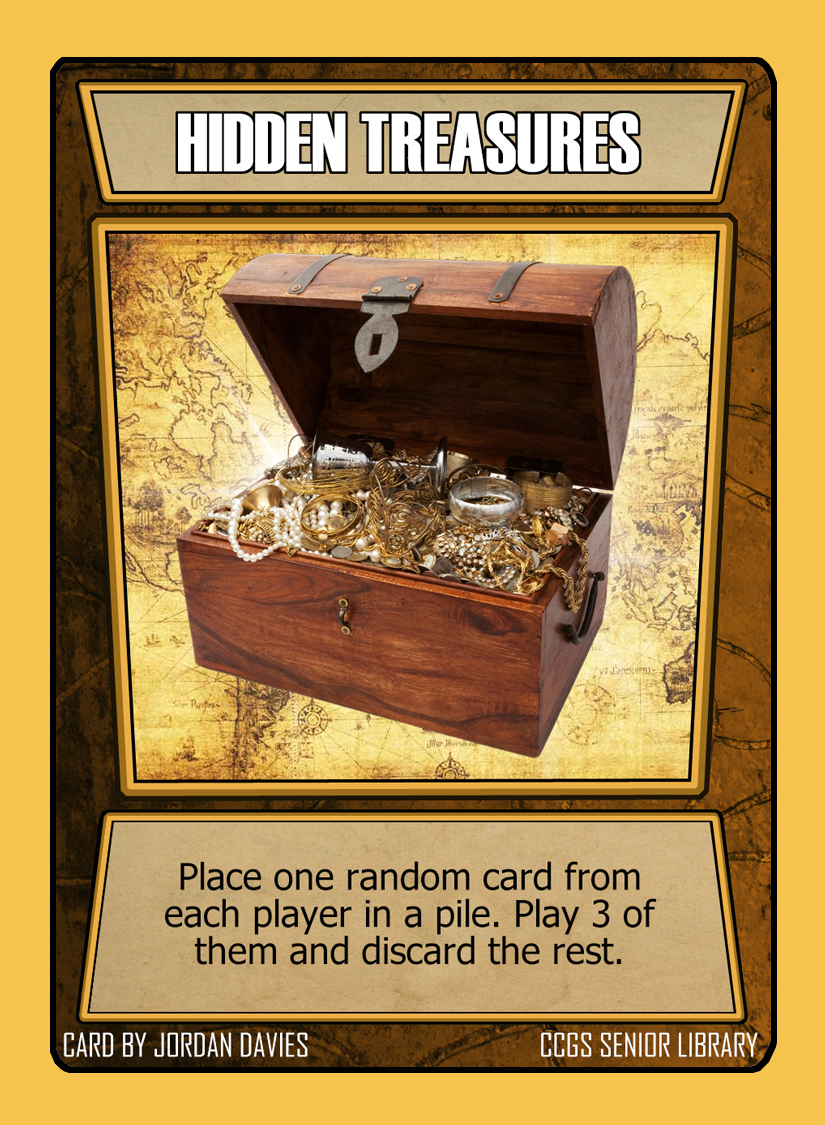 HIDDEN TREASURES
Place one random card from
each player in a pile. Play 3 of
them and discard the rest.
CARD BY JORDAN DAVIES
CCGS SENIOR LIBRARY